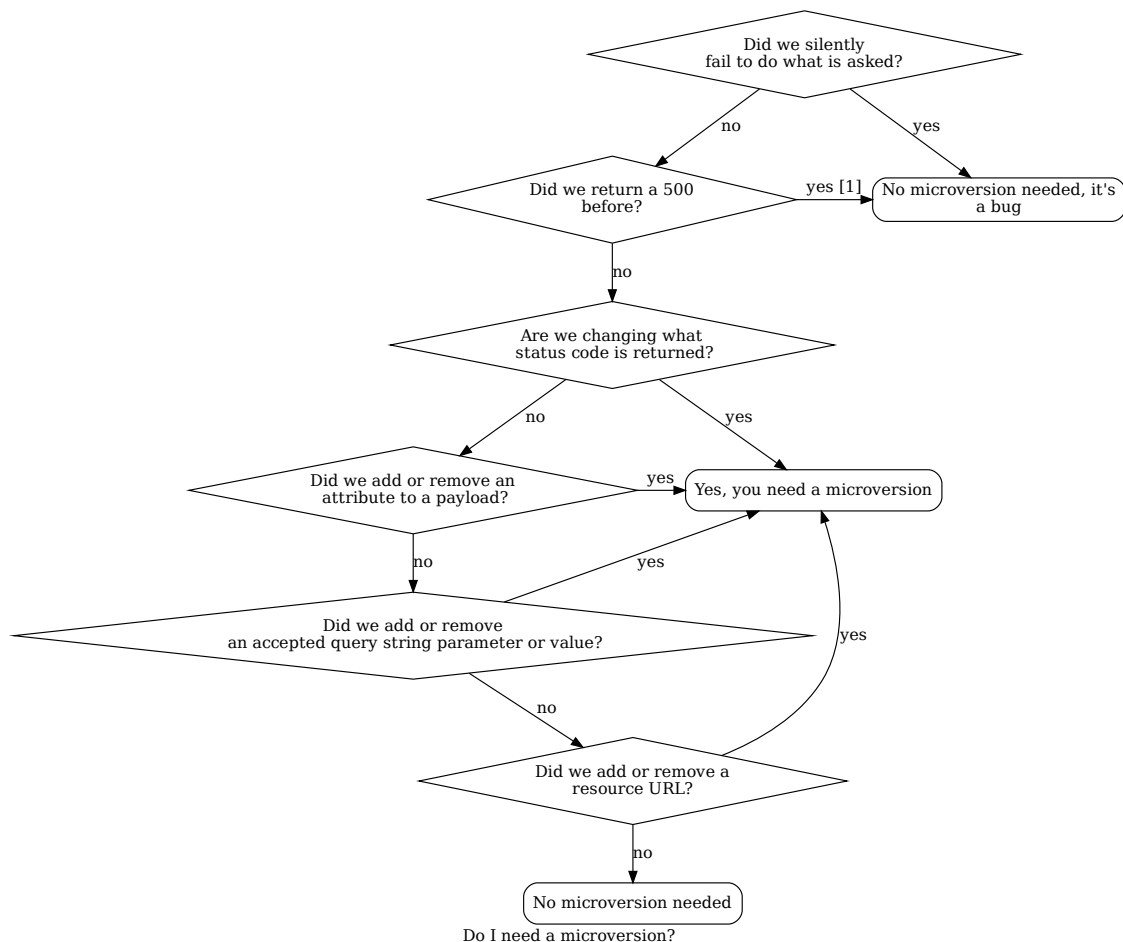 Did we silently
fail to do what is asked?
no
yes
Did we return a 500
before?
yes [1]
No microversion needed, it's
a bug
no
Are we changing what
status code is returned?
no
yes
Did we add or remove an
attribute to a payload?
yes
Yes, you need a microversion
no
yes
Did we add or remove
an accepted query string parameter or value?
yes
no
Did we add or remove a
resource URL?
no
No microversion needed
Do I need a microversion?